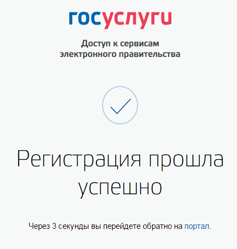 госуслуги
Доступ к сервисам
электронного правительства
Регистрация прошла
успешно
Через 3 секунды вы перейдете обратно на портал.